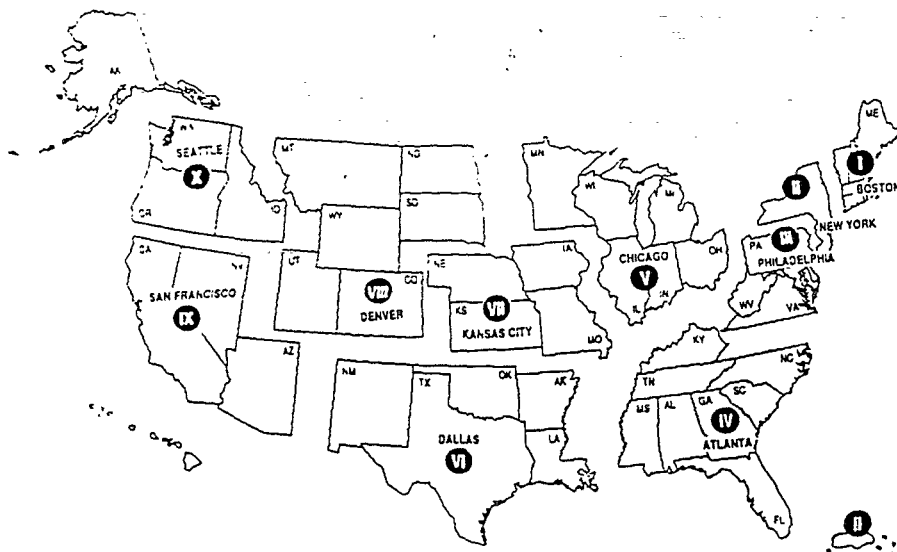 AK
ME
WA
SEATTLE
X
MT
ND
MN
I
BOSTON
II
WI
MI
OR
ID
WY
SD
NEW YORK
CA
NV
UT
NE
IA
CHICAGO
OH
PA
III
PHILADELPHIA
CO
VIII
V
SAN FRANCISCO
IX
DENVER
KS
VII
KANSAS CITY
IL
IN
WV
VA
MO
KY
AZ
NM
TX
OK
AK
TN
NC
SC
MS
AL
GA
IV
ATLANTA
DALLAS
VI
LA
FL
II